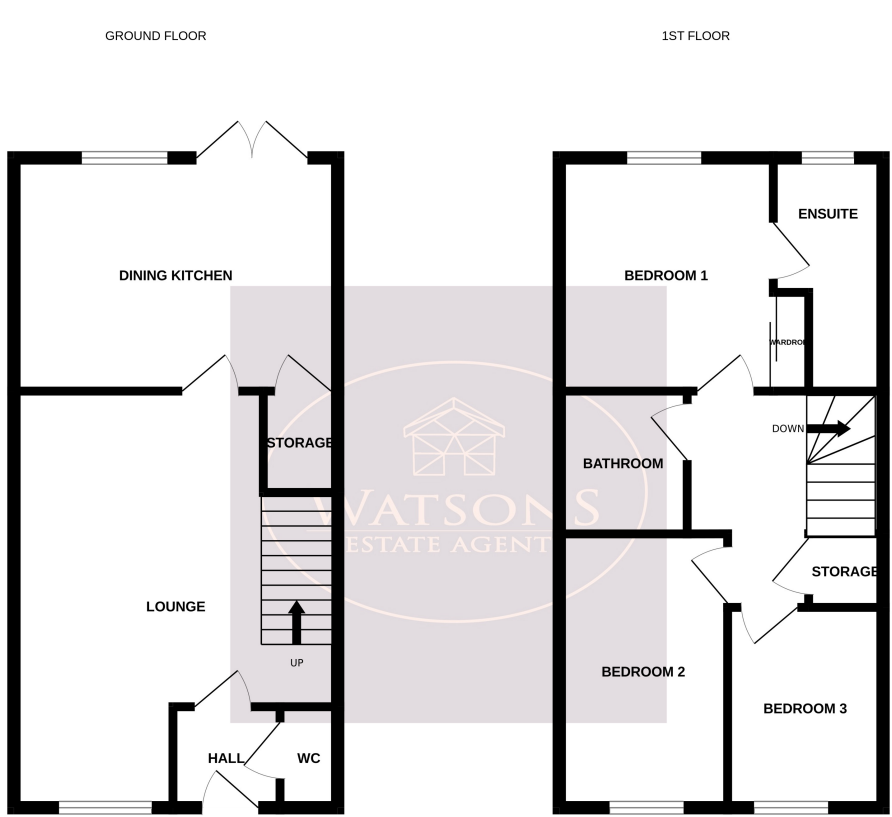 GROUND FLOOR
1ST FLOOR
DINING KITCHEN
STORAGE
LOUNGE
UP
HALL
WC
ENSUITE
BEDROOM 1
WARDROB
DOWN
BATHROOM
STORAGE
BEDROOM 2
BEDROOM 3
WATSONS
ESTATE AGENTS